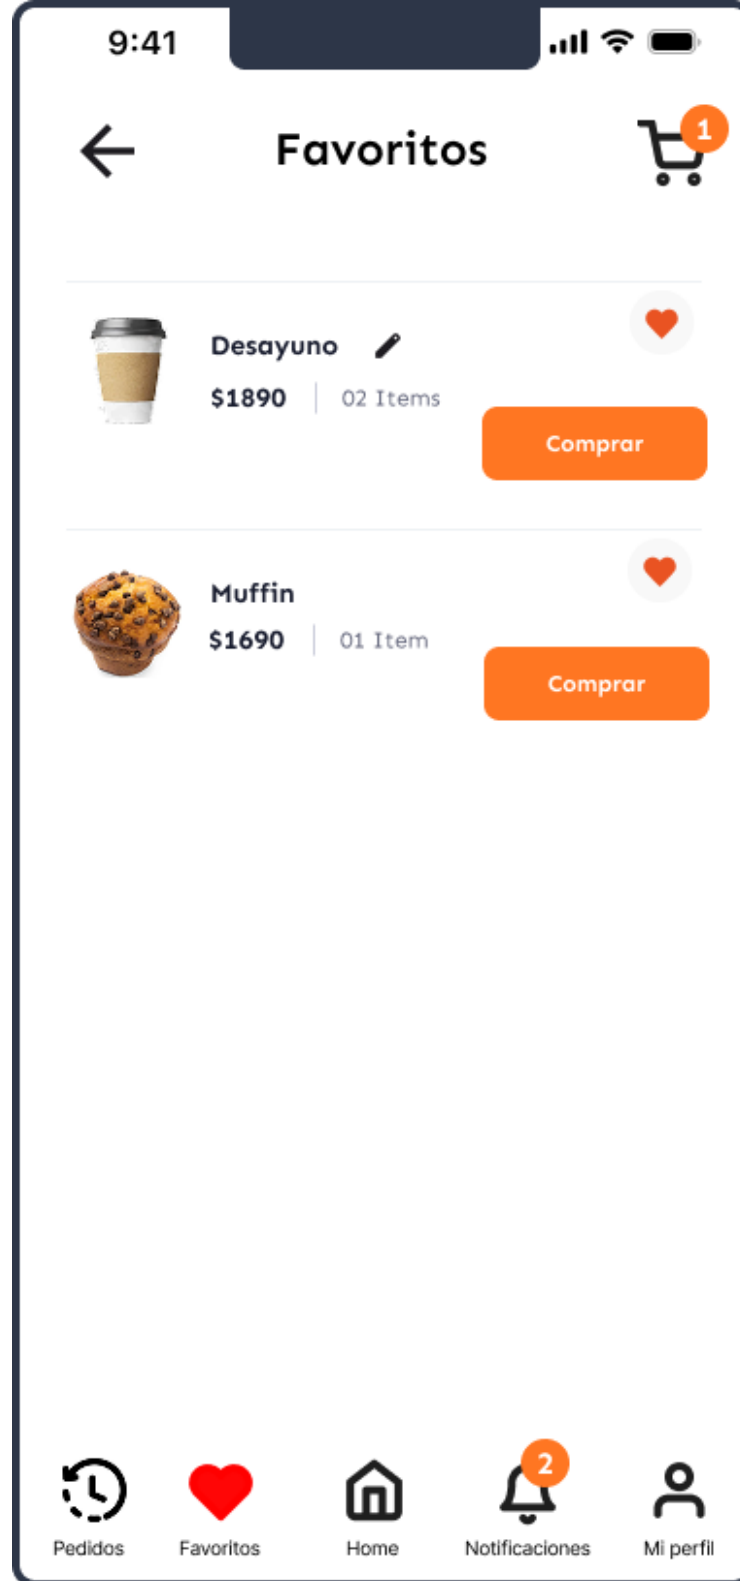 9:41
Favoritos
1
Desayuno
$1890
02 Items
Comprar
Muffin
$1690
01 Item
Comprar
2
Pedidos
Favoritos
Home
Notificaciones
Mi perfil